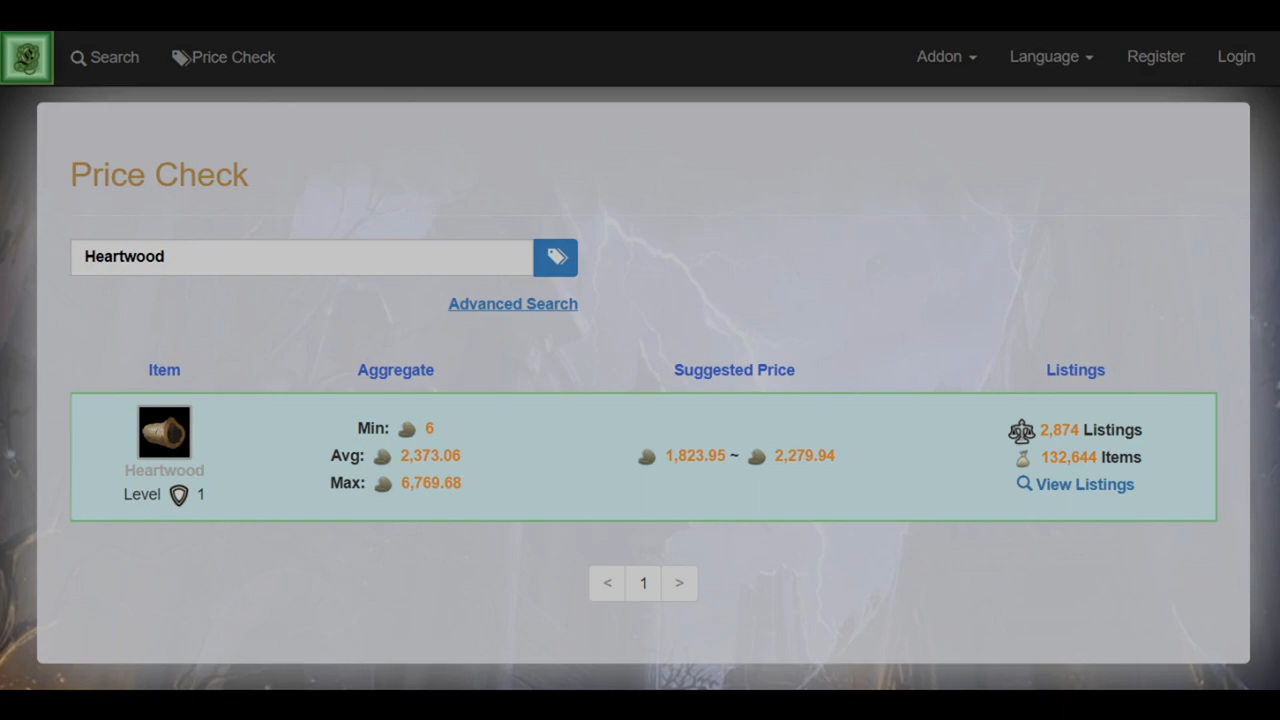 Search Price Check Addon Language Register Login
Price Check
Heartwood
Advanced Search
Item Aggregate Suggested Price Listings
Min: 6
Avg: 2,373.06
Max: 6,769.68
Heartwood
Level 1
1,823.95 ~ 2,279.94
2,874 Listings
132,644 Items
View Listings
< 1 >